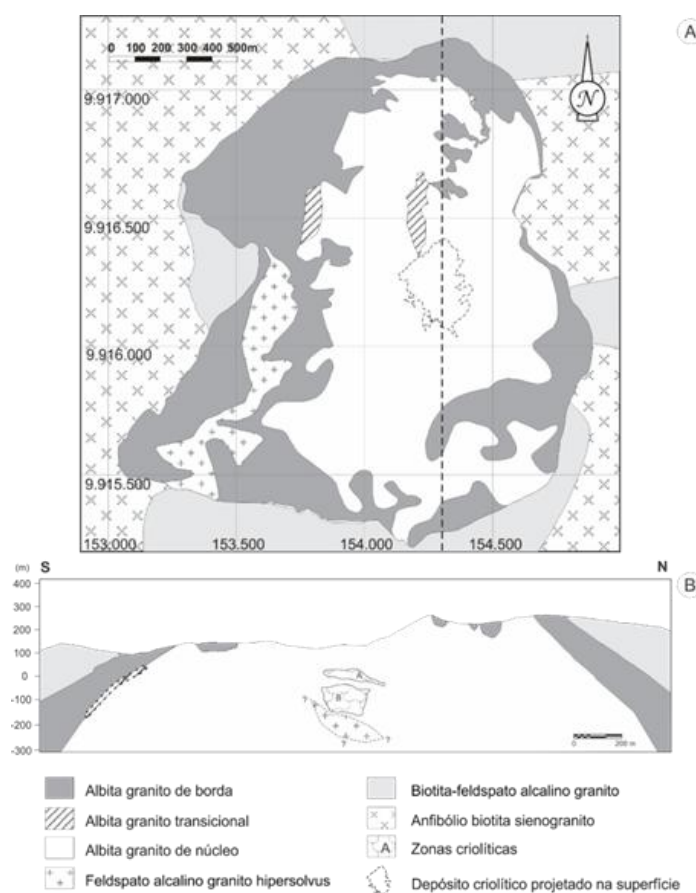 A
0 100 200 300 400 500m
N
9.917.000
9.916.500
9.916.000
9.915.500
153.000 153.500 154.000 154.500
(m) S N
B
400
300
200
100
0
-100
-200
-300
A
B
? ? ?
0 200 m
Albita granito de borda
Albita granito transicional
Albita granito de núcleo
Feldspato alcalino granito hipersolvus
Biotita-feldspato alcalino granito
Anfibólio biotita sienogranito
A Zonas criolíticas
Depósito criolítico projetado na superfície